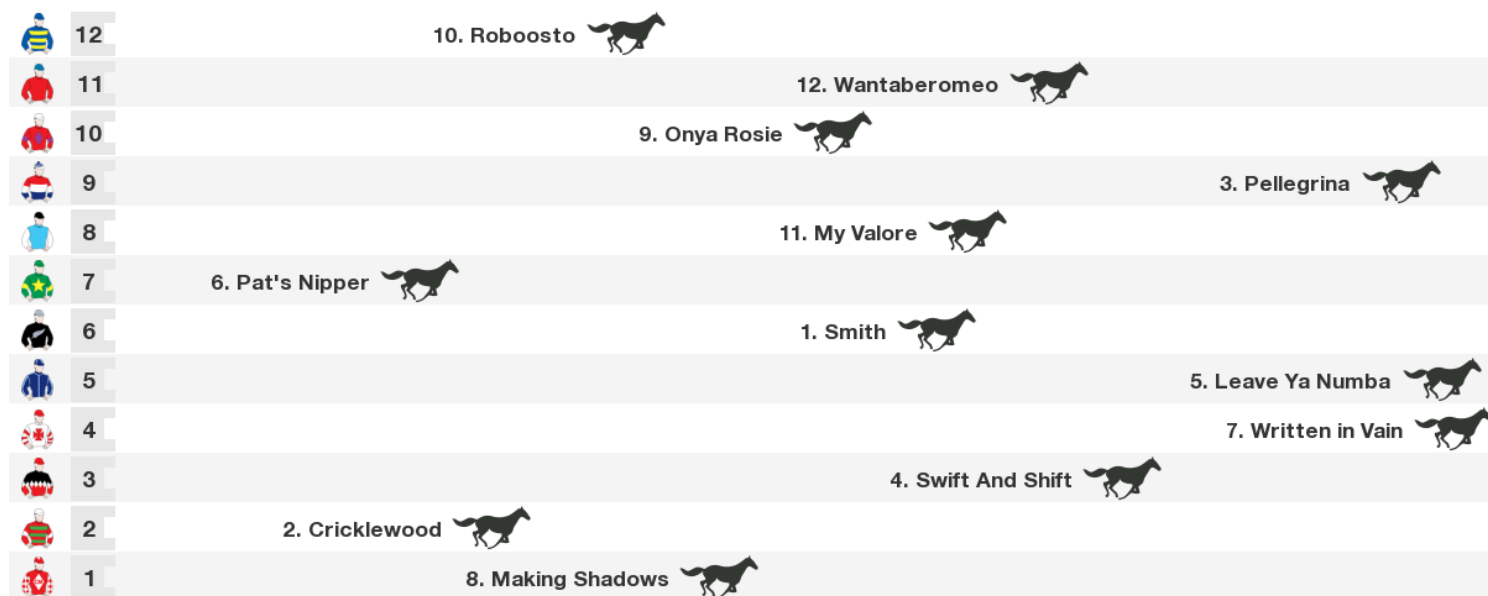 12 10. Roboosto
11 12. Wantaberomeo
10 9. Onya Rosie
9 3. Pellegrina
8 11. My Valore
7 6. Pat's Nipper
6 1. Smith
5 5. Leave Ya Numba
4 7. Written in Vain
3 4. Swift And Shift
2 2. Cricklewood
1 8. Making Shadows